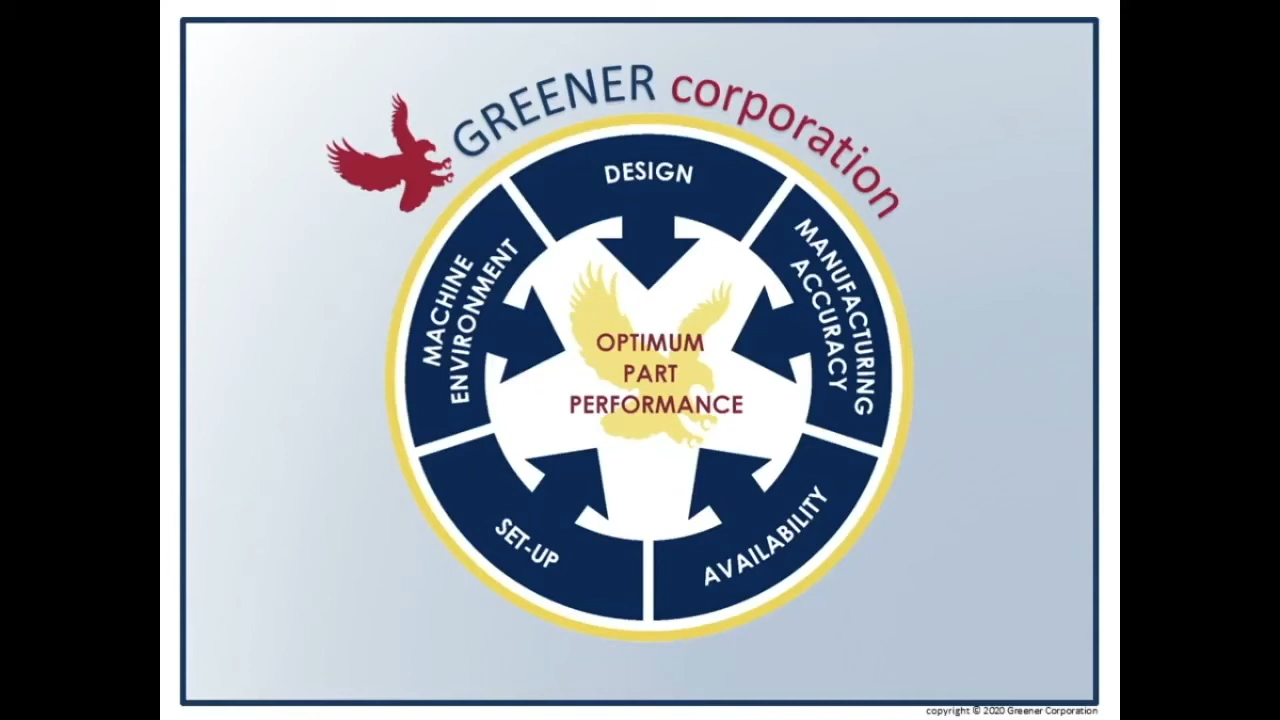 GREENER corporation
DESIGN
MANUFACTURING
ACCURACY
AVAILABILITY
SET-UP
MACHINE
ENVIRONMENT
OPTIMUM
PART
PERFORMANCE
copyright © 2020 Greener Corporation